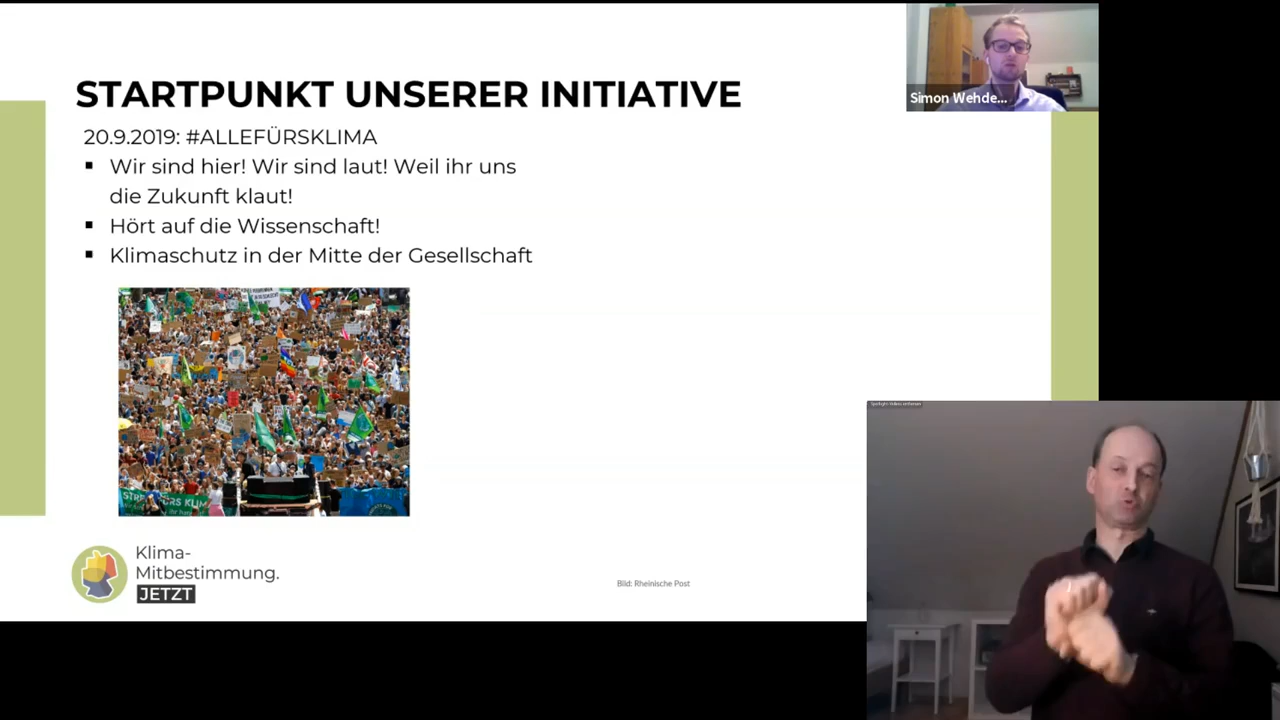 STARTPUNKT UNSERER INITIATIVE
Simon Wehde...
20.9.2019: #ALLEFÜRSKLIMA
▪ Wir sind hier! Wir sind laut! Weil ihr uns
die Zukunft klaut!
▪ Hört auf die Wissenschaft!
▪ Klimaschutz in der Mitte der Gesellschaft
Klima-
Mitbestimmung.
JETZT
Bild: Rheinische Post